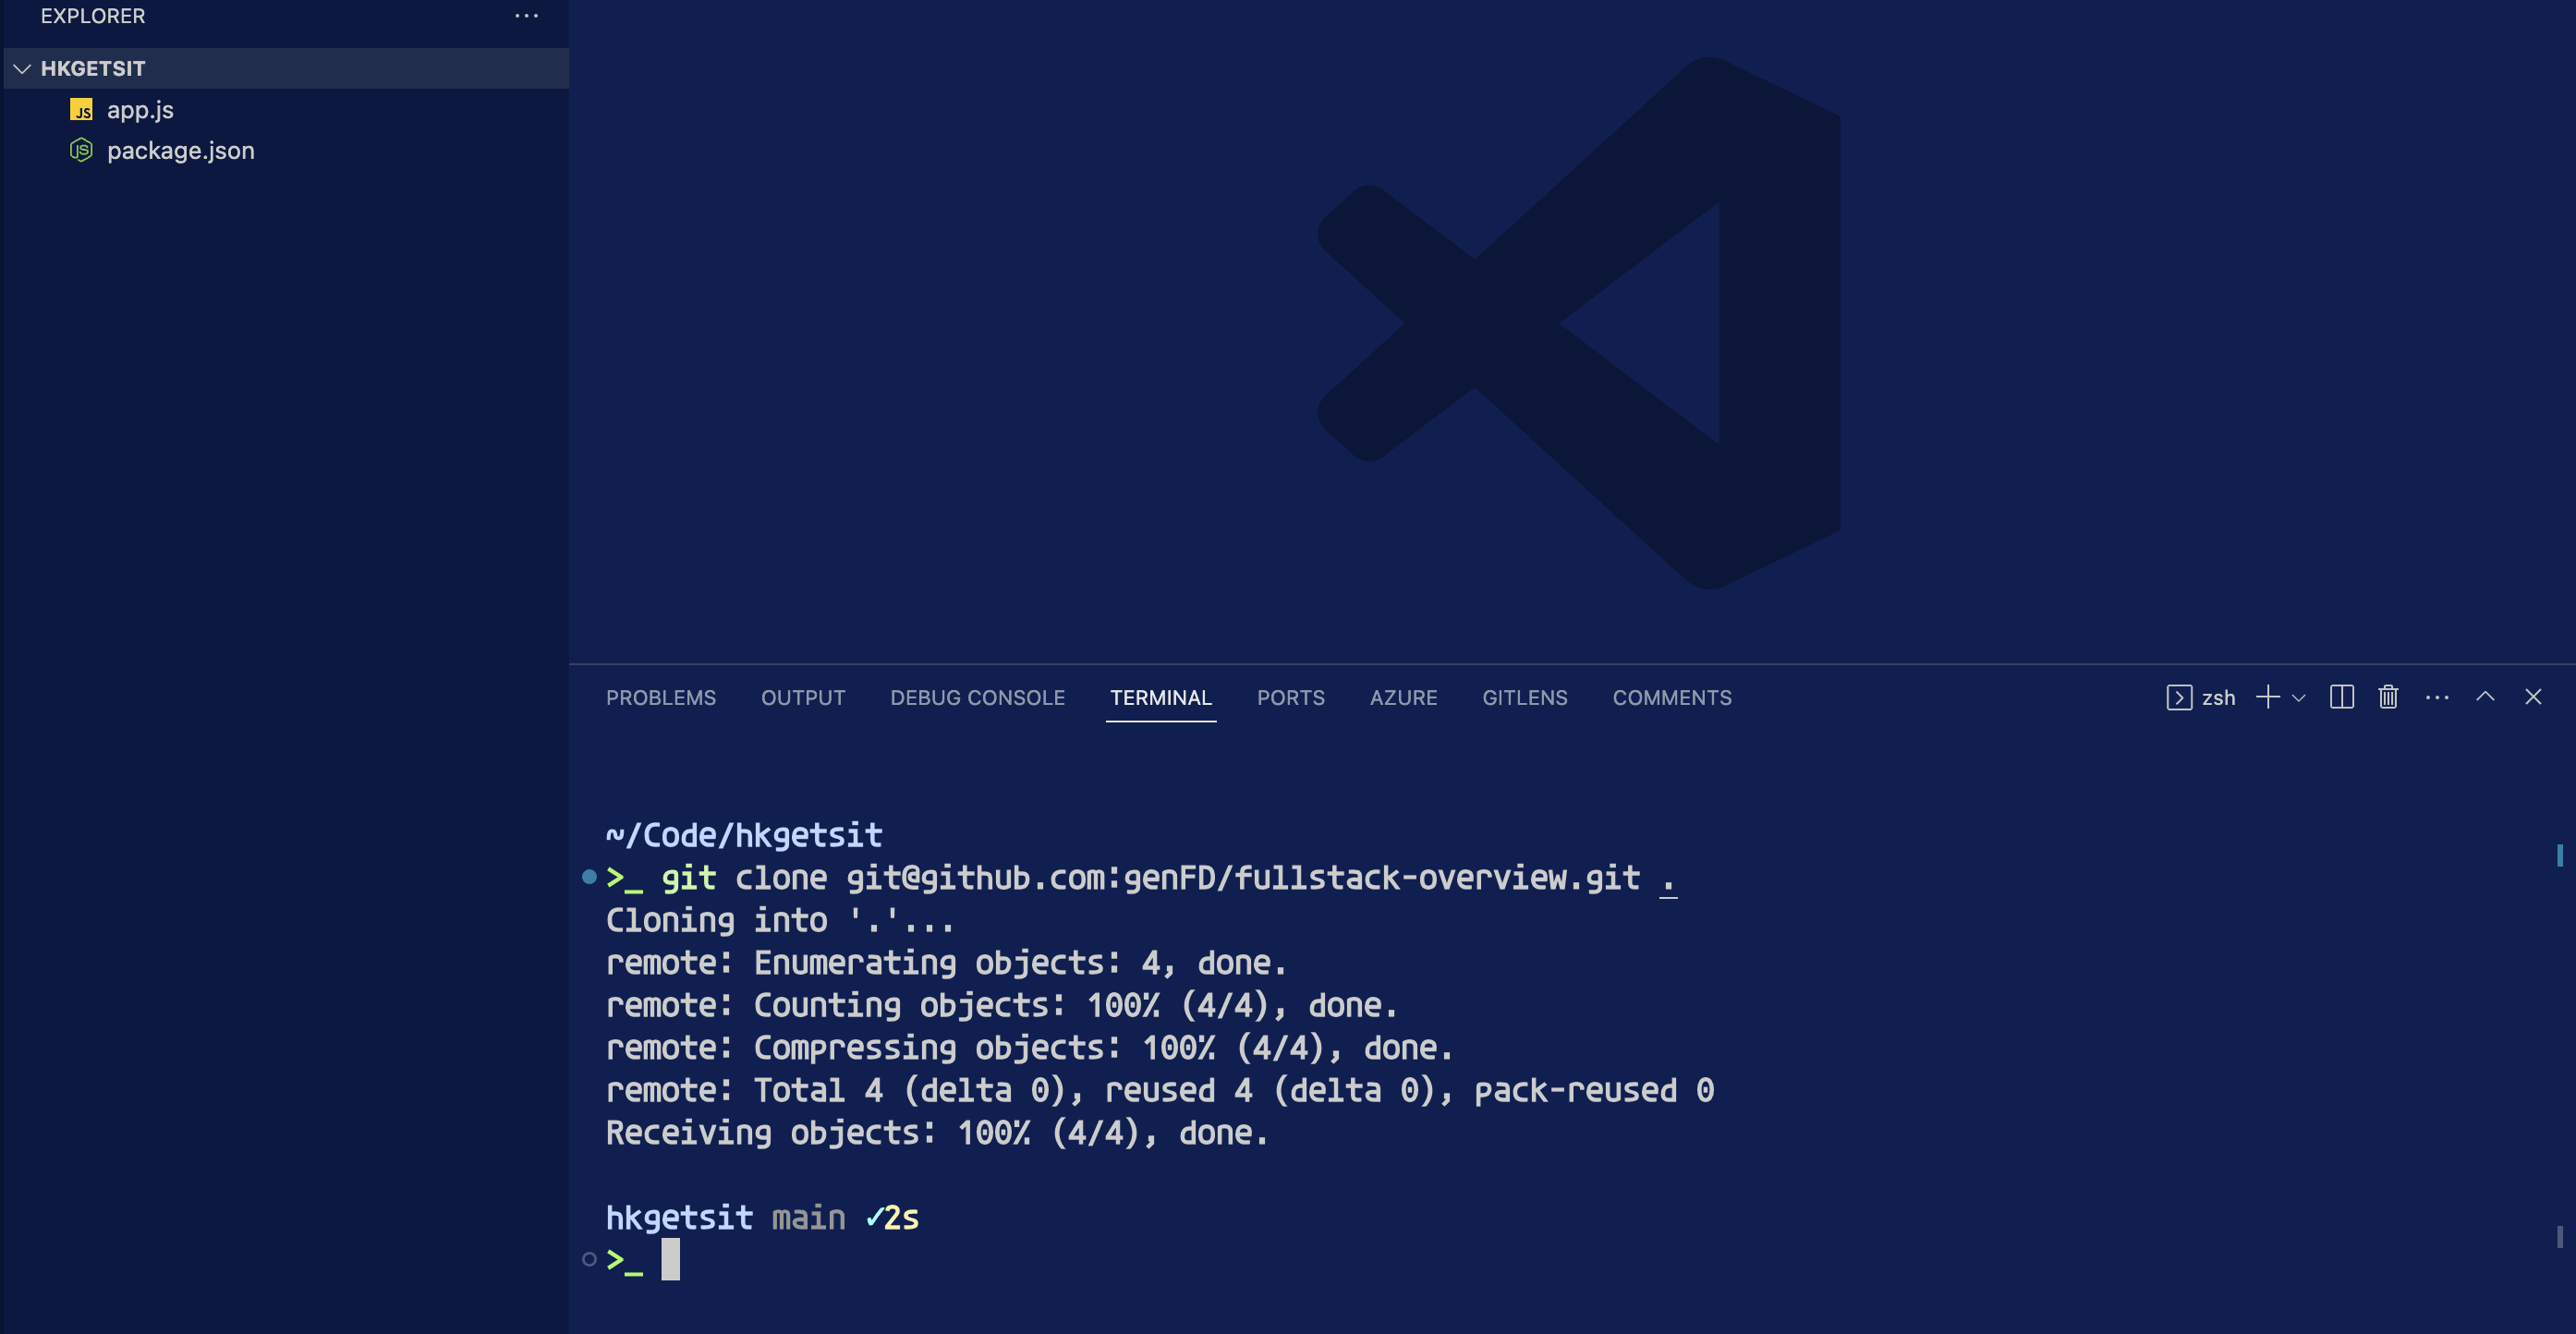 EXPLORER
HKGETSIT
JS app.js
JS package.json
PROBLEMS OUTPUT DEBUG CONSOLE TERMINAL PORTS AZURE GITLENS COMMENTS zsh
~/Code/hkgetsit
>_ git clone git@github.com:genFD/fullstack-overview.git .
Cloning into '.'...
remote: Enumerating objects: 4, done.
remote: Counting objects: 100% (4/4), done.
remote: Compressing objects: 100% (4/4), done.
remote: Total 4 (delta 0), reused 4 (delta 0), pack-reused 0
Receiving objects: 100% (4/4), done.
hkgetsit main ✓2s
>_